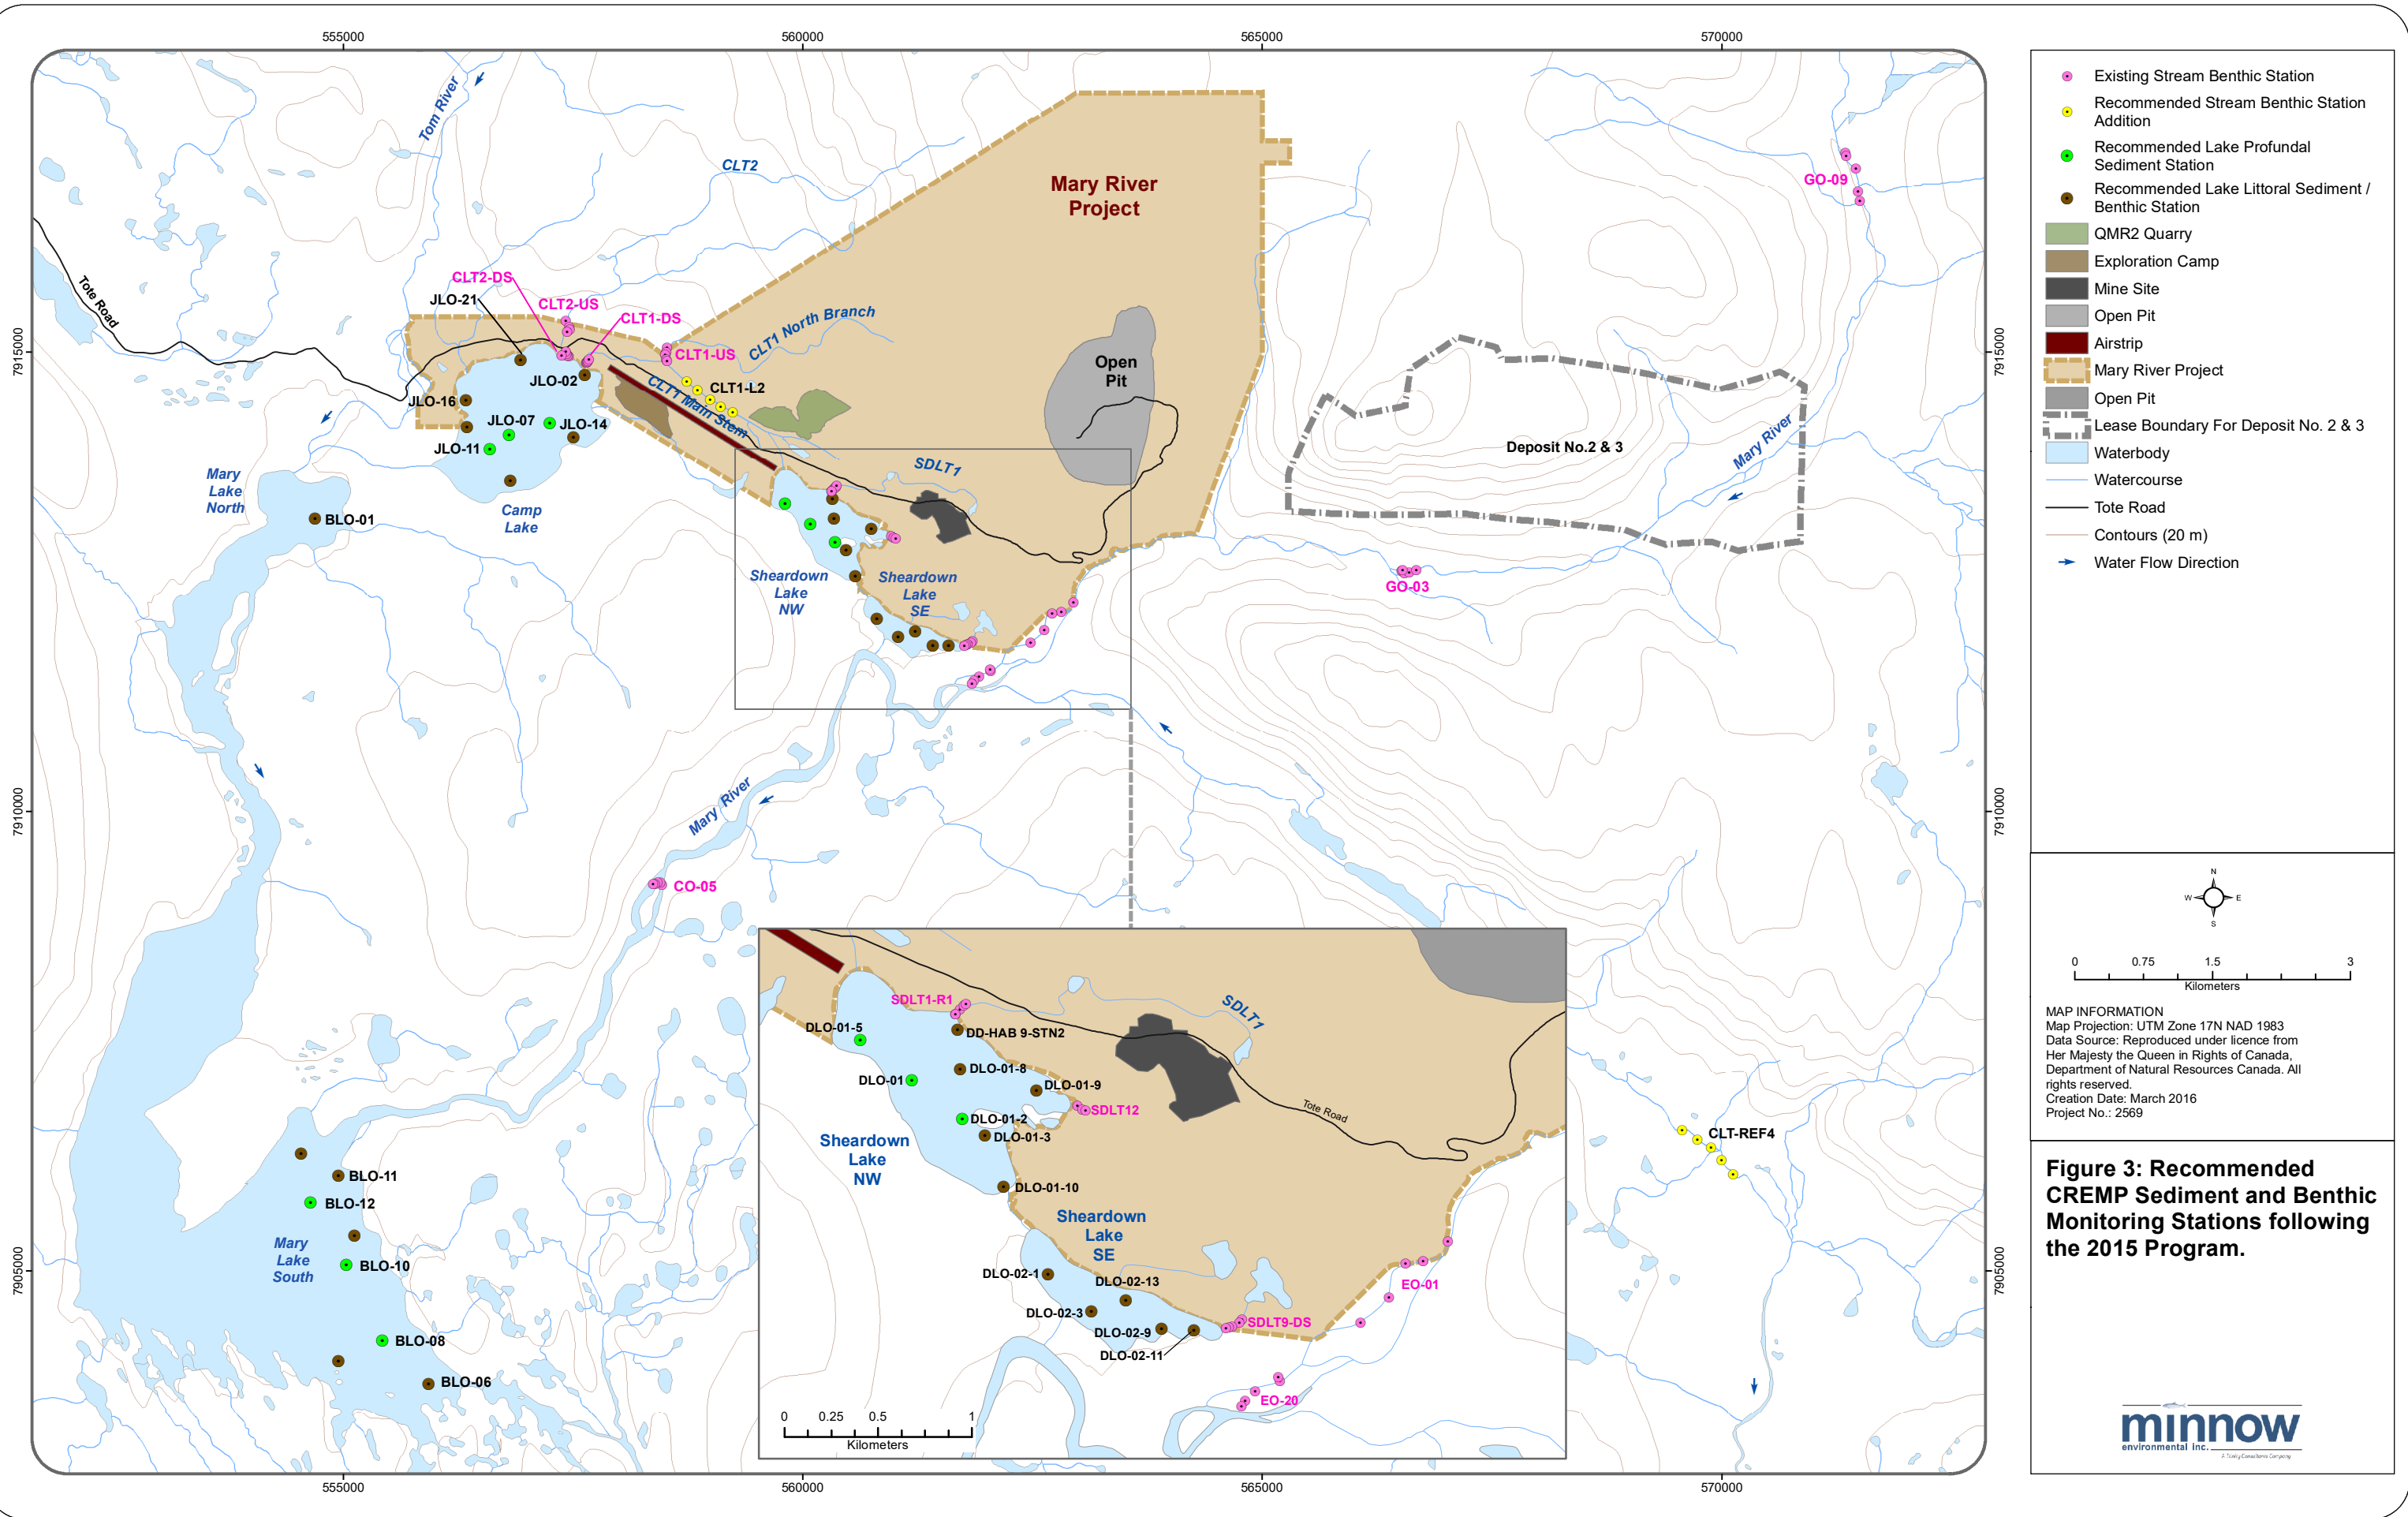 555000
560000
565000
570000
7915000
7910000
7905000
7915000
7910000
7905000
555000
560000
565000
570000
Tom River
CLT2
Mary River
Project
GO-09
Tote Road
CLT2-DS
JLO-21
CLT2-US
CLT1-DS
CLT1 North Branch
CLT1-US
Open
Pit
JLO-02
CLT1-L2
CLT1 Main Stem
JLO-16
JLO-07
JLO-14
JLO-11
Deposit No.2 & 3
Mary River
SDLT1
Mary
Lake
North
BLO-01
Camp
Lake
Sheardown
Lake
NW
Sheardown
Lake
SE
GO-03
Mary River
CO-05
BLO-11
BLO-12
Mary
Lake
South
BLO-10
BLO-08
BLO-06
CLT-REF4
SDLT1-R1
SDLT1
DLO-01-5
DD-HAB 9-STN2
DLO-01-8
DLO-01
DLO-01-9
SDLT12
Tote Road
DLO-01-2
DLO-01-3
Sheardown
Lake
NW
DLO-01-10
Sheardown
Lake
SE
DLO-02-1
DLO-02-13
EO-01
DLO-02-3
SDLT9-DS
DLO-02-9
DLO-02-11
EO-20
0 0.25 0.5 1
Kilometers
Existing Stream Benthic Station
Recommended Stream Benthic Station
Addition
Recommended Lake Profundal
Sediment Station
Recommended Lake Littoral Sediment /
Benthic Station
QMR2 Quarry
Exploration Camp
Mine Site
Open Pit
Airstrip
Mary River Project
Open Pit
Lease Boundary For Deposit No. 2 & 3
Waterbody
Watercourse
Tote Road
Contours (20 m)
Water Flow Direction
N
W E
S
0 0.75 1.5 3
Kilometers
MAP INFORMATION
Map Projection: UTM Zone 17N NAD 1983
Data Source: Reproduced under licence from
Her Majesty the Queen in Rights of Canada,
Department of Natural Resources Canada. All
rights reserved.
Creation Date: March 2016
Project No.: 2569
Figure 3: Recommended
CREMP Sediment and Benthic
Monitoring Stations following
the 2015 Program.
minnow
environmental inc.
A Trinity Consultants Company